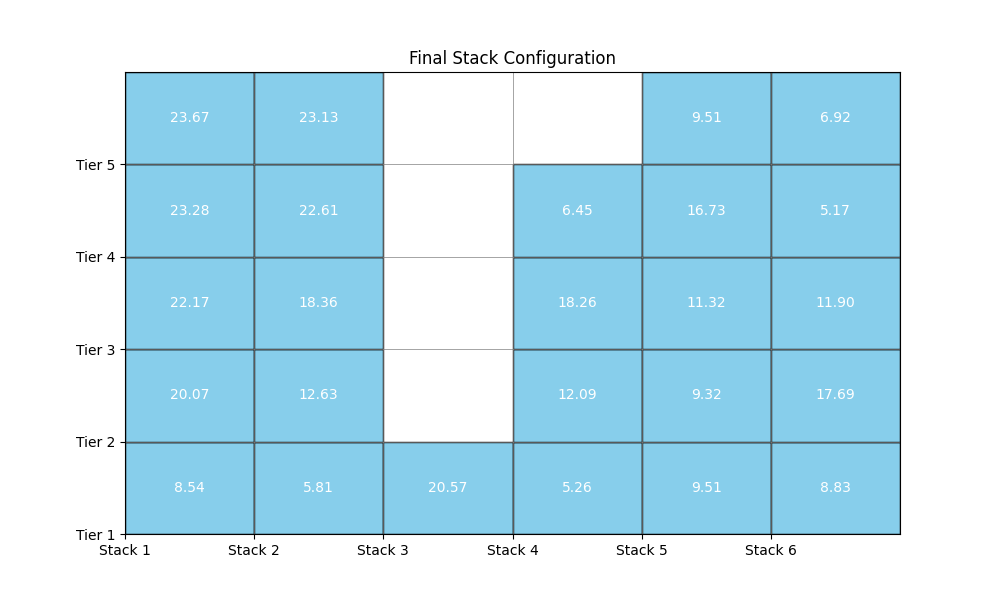 Final Stack Configuration
23.67 23.13 9.51 6.92
Tier 5
23.28 22.61 6.45 16.73 5.17
Tier 4
22.17 18.36 18.26 11.32 11.90
Tier 3
20.07 12.63 12.09 9.32 17.69
Tier 2
8.54 5.81 20.57 5.26 9.51 8.83
Tier 1
Stack 1 Stack 2 Stack 3 Stack 4 Stack 5 Stack 6